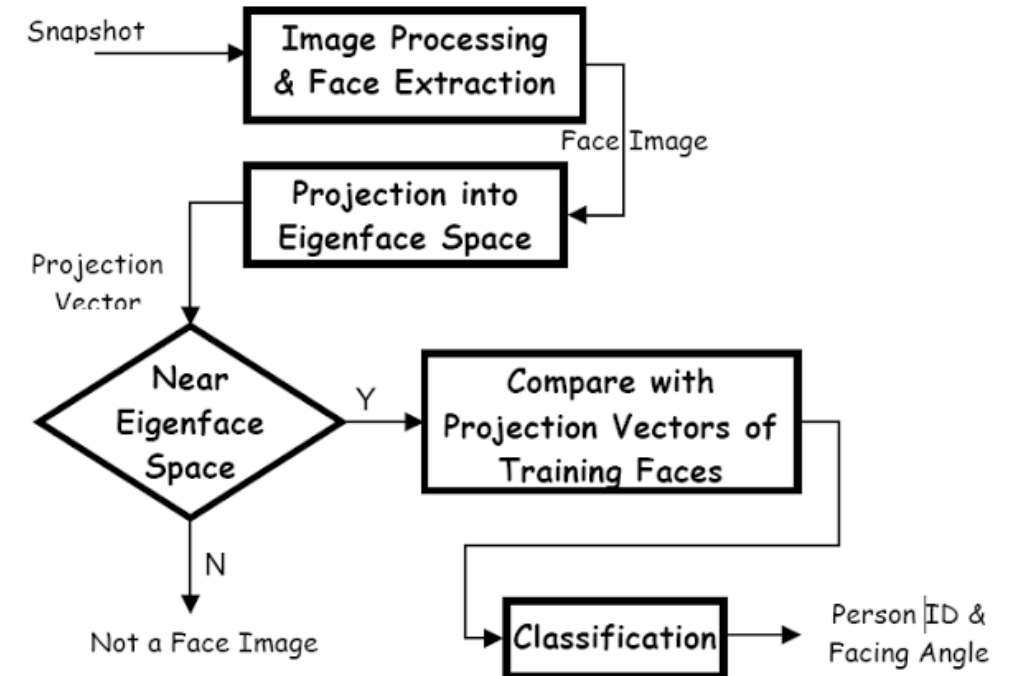 Snapshot
Image Processing
& Face Extraction
Face Image
Projection into
Eigenface Space
Projection
Vector
Near
Eigenface
Space
Y
Compare with
Projection Vectors of
Training Faces
N
Not a Face Image
Classification
Person ID &
Facing Angle